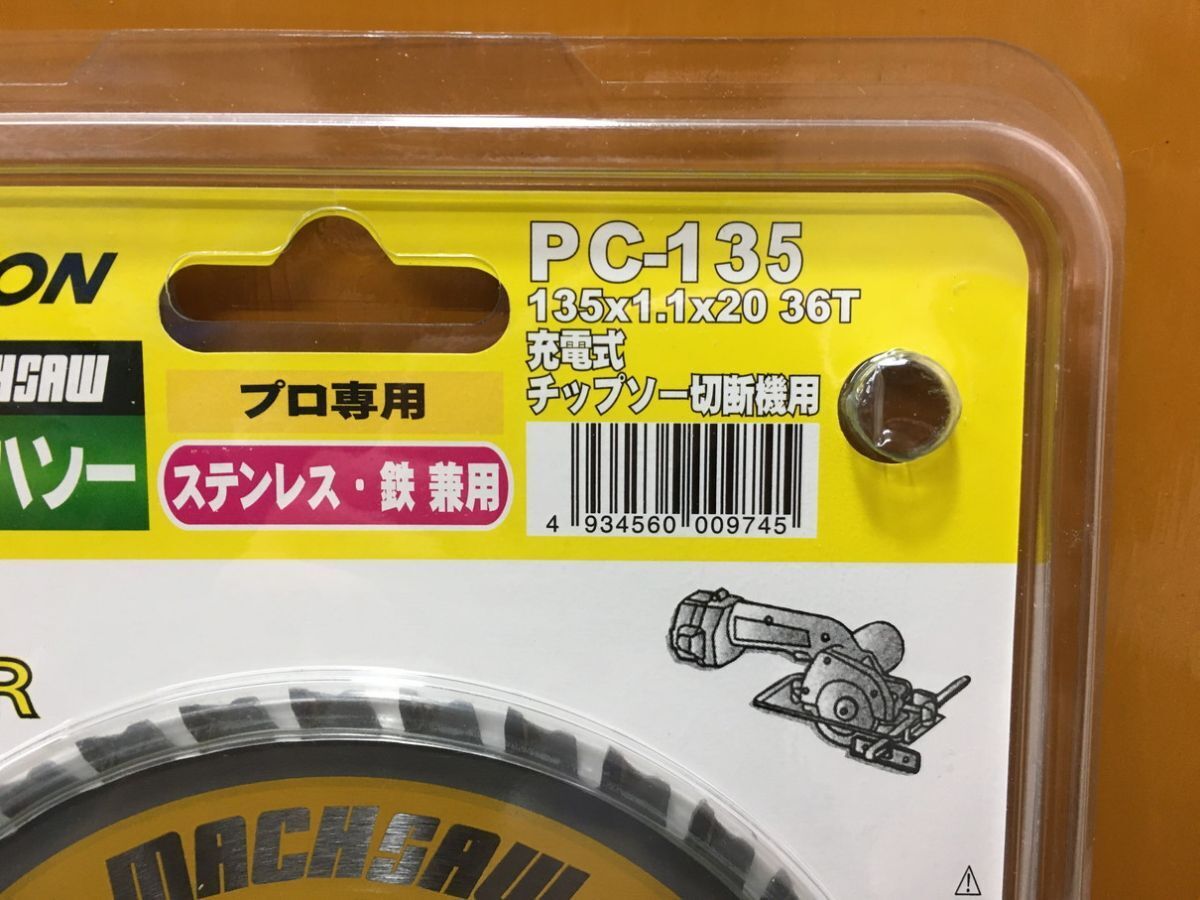 ON
PC-135
135x1.1x20 36T
充電式
チップソー切断機用
プロ専用
ハソー
ステンレス・鉄 兼用
4 934560 009745
R
MACHSAW